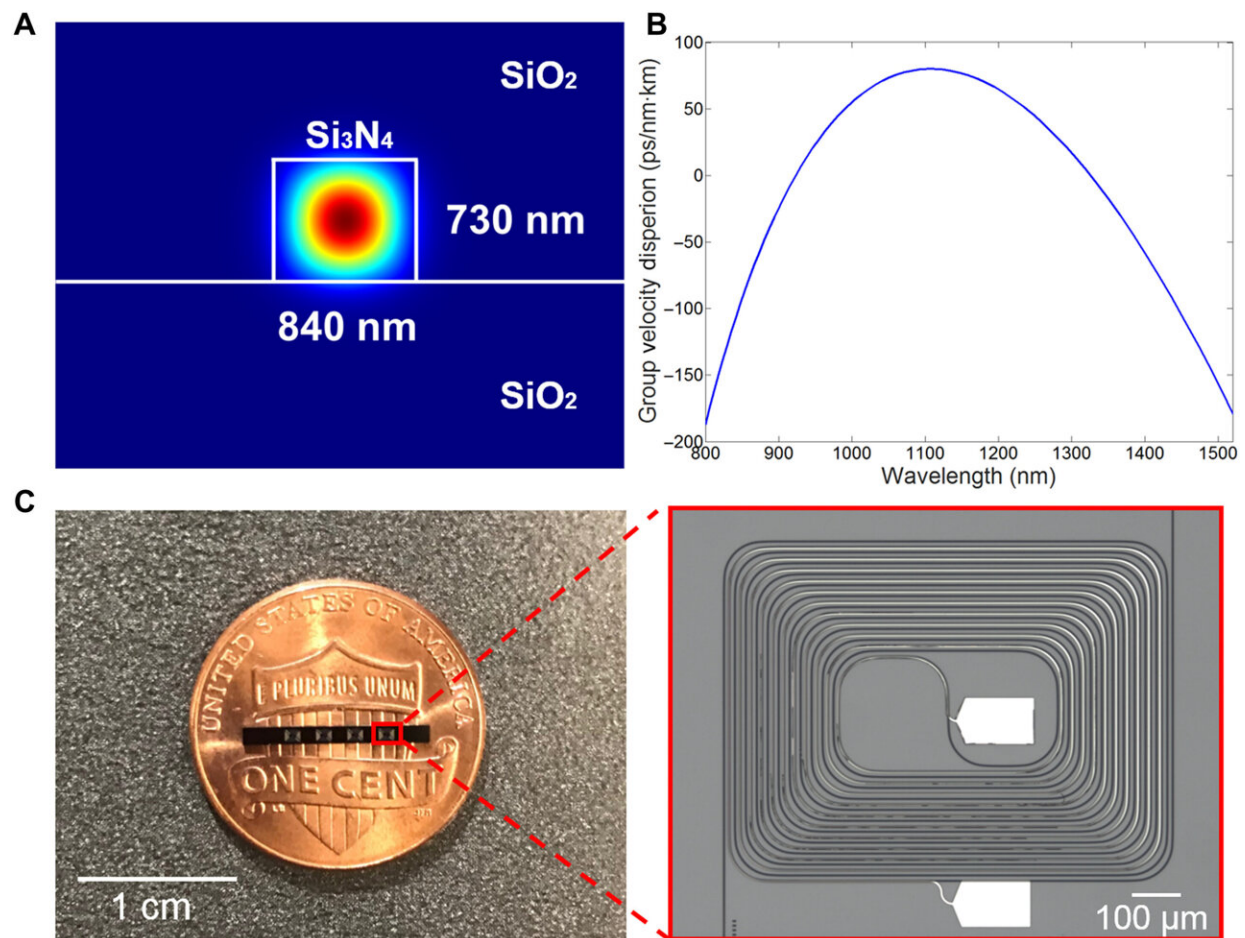 A
SiO2
Si3N4
730 nm
840 nm
SiO2
B
Group velocity disperion (ps/nm·km)
100
50
0
−50
−100
−150
−200
800
900
1000
1100
1200
1300
1400
1500
Wavelength (nm)
C
UNITED STATES OF AMERICA
E PLURIBUS UNUM
ONE CENT
1 cm
100 μm